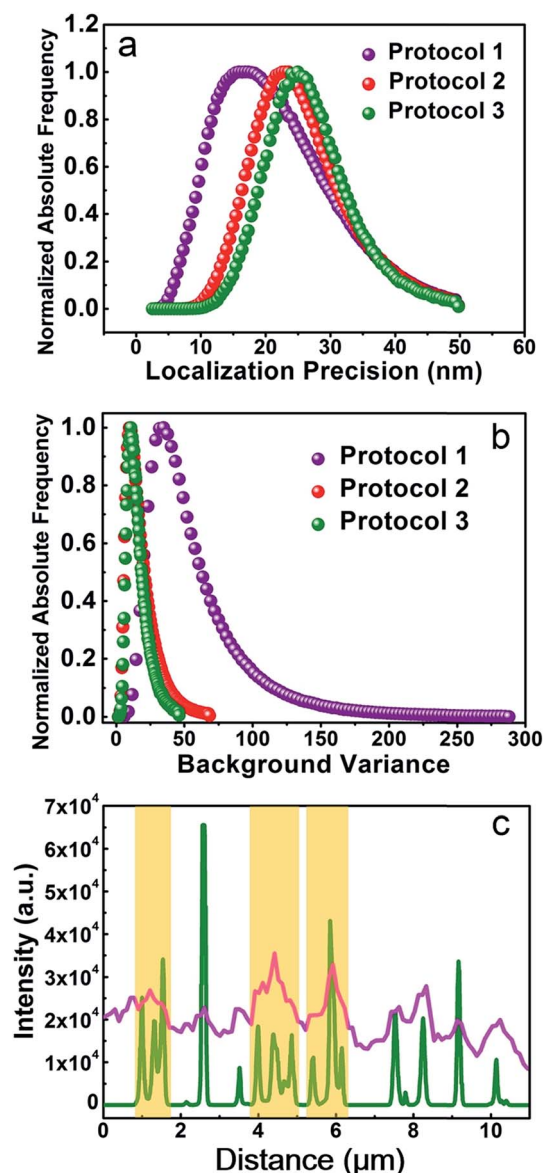 a
1.2
1.0
0.8
0.6
0.4
0.2
0.0
Normalized Absolute Frequency
Protocol 1
Protocol 2
Protocol 3
0 10 20 30 40 50 60
Localization Precision (nm)
b
1.0
0.8
0.6
0.4
0.2
0.0
Normalized Absolute Frequency
Protocol 1
Protocol 2
Protocol 3
0 50 100 150 200 250 300
Background Variance
c
7x10⁴
6x10⁴
5x10⁴
4x10⁴
3x10⁴
2x10⁴
1x10⁴
0
Intensity (a.u.)
0 2 4 6 8 10
Distance (μm)